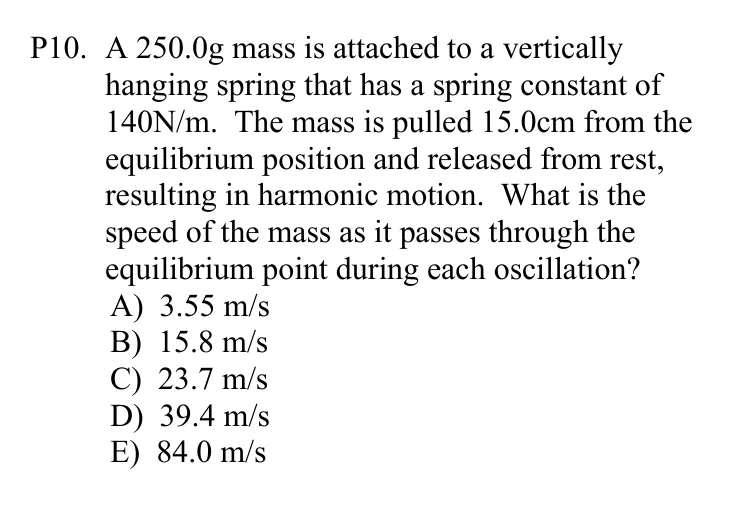 P10. A 250.0g mass is attached to a vertically
hanging spring that has a spring constant of
140N/m. The mass is pulled 15.0cm from the
equilibrium position and released from rest,
resulting in harmonic motion. What is the
speed of the mass as it passes through the
equilibrium point during each oscillation?
A) 3.55 m/s
B) 15.8 m/s
C) 23.7 m/s
D) 39.4 m/s
E) 84.0 m/s